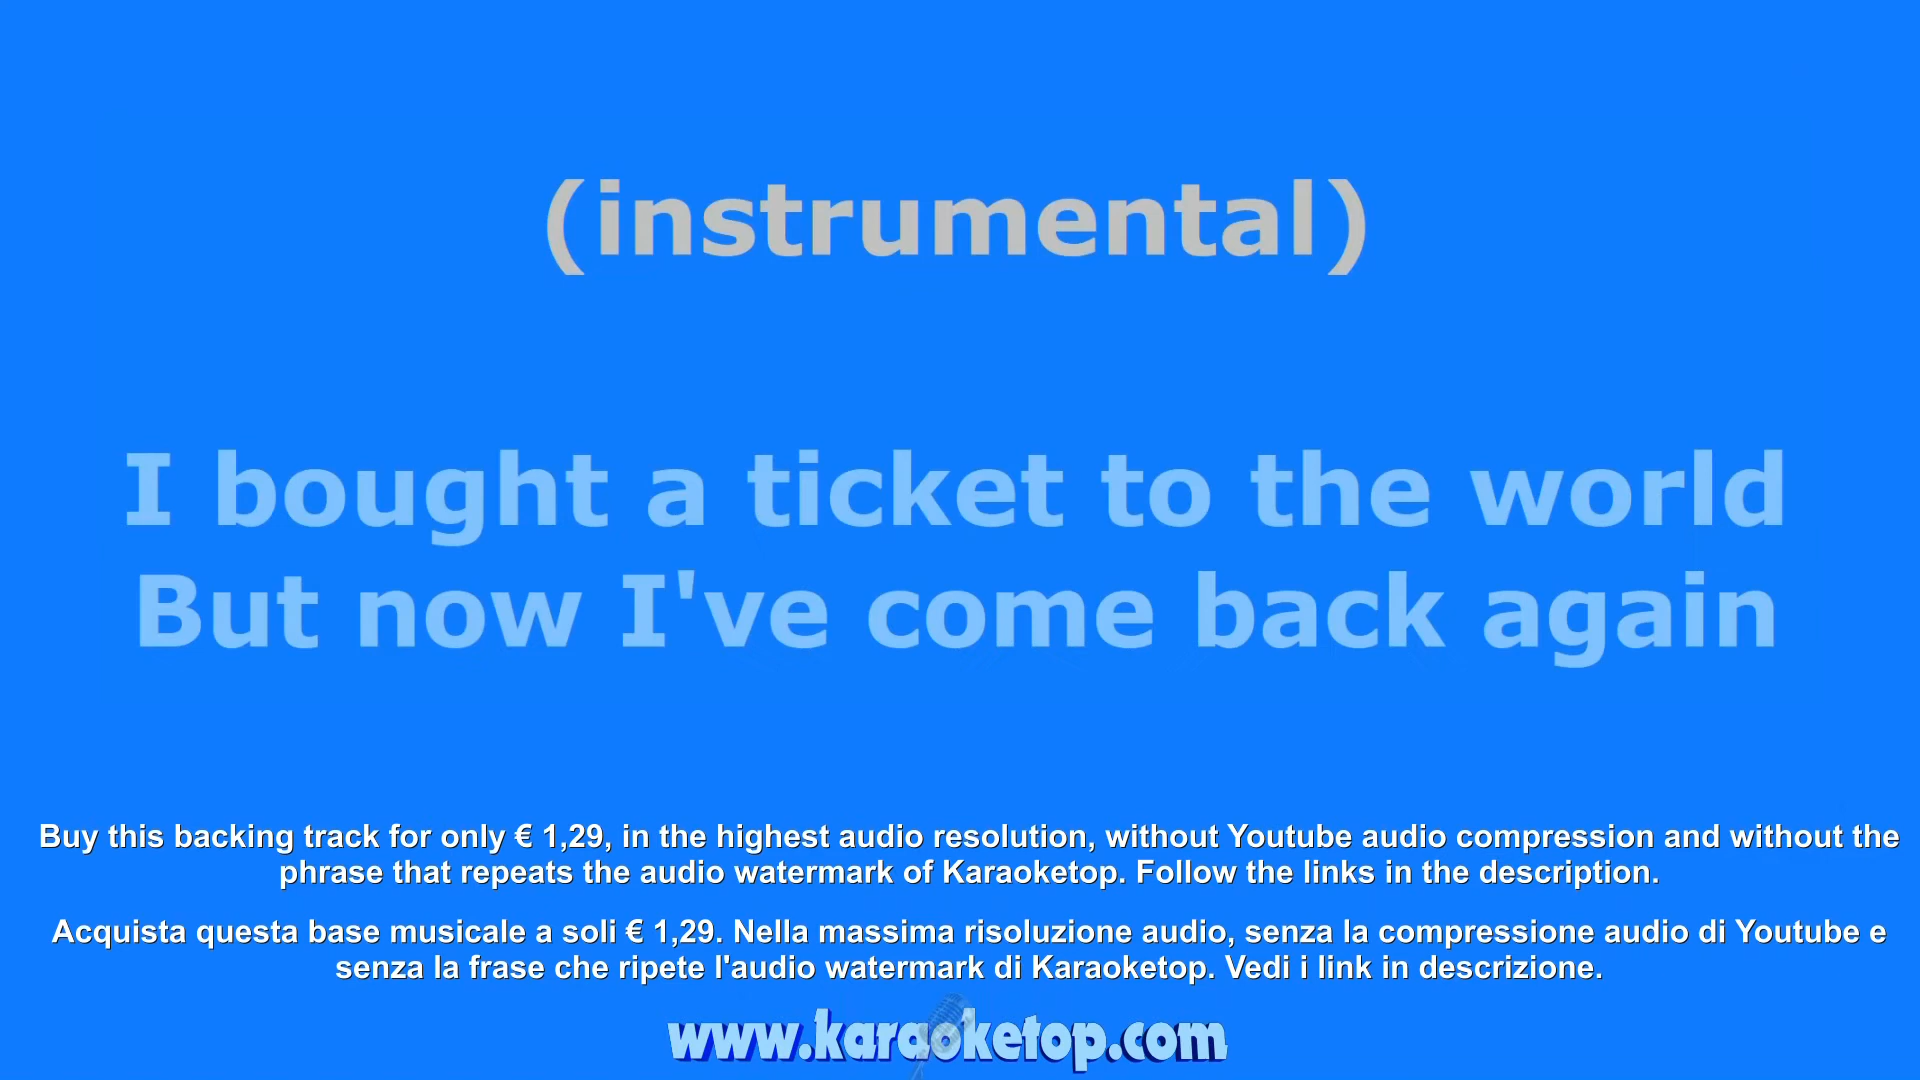 (instrumental)
I bought a ticket to the world
But now I've come back again
Buy this backing track for only € 1,29, in the highest audio resolution, without Youtube audio compression and without the
phrase that repeats the audio watermark of Karaoketop. Follow the links in the description.
Acquista questa base musicale a soli € 1,29. Nella massima risoluzione audio, senza la compressione audio di Youtube e
senza la frase che ripete l'audio watermark di Karaoketop. Vedi i link in descrizione.
www.karaoketop.com